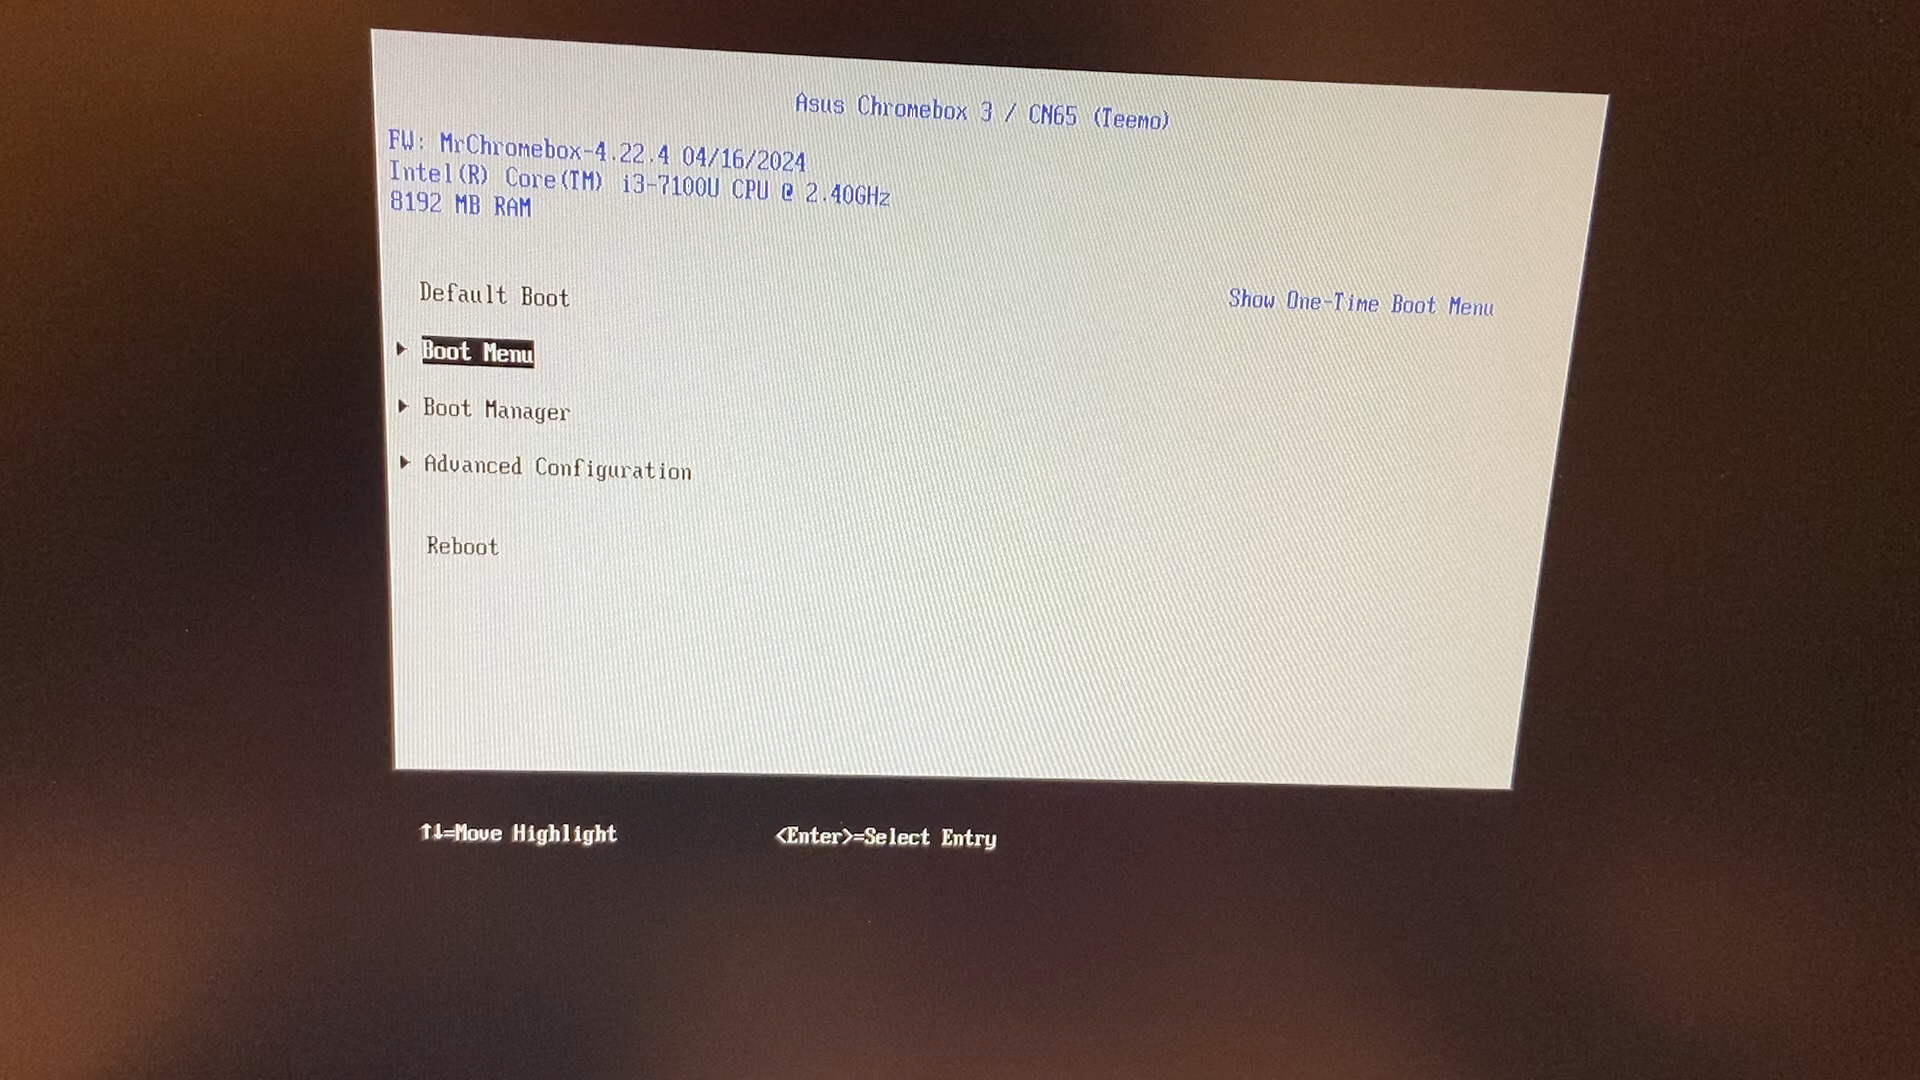 Asus Chromebox 3 / CN65 (Teemo)
FW: MrChromebox-4.22.4 04/16/2024
Intel(R) Core(TM) i3-7100U CPU @ 2.40GHz
8192 MB RAM
Default Boot
Show One-Time Boot Menu
Boot Menu
Boot Manager
Advanced Configuration
Reboot
↑↓=Move Highlight
<Enter>=Select Entry